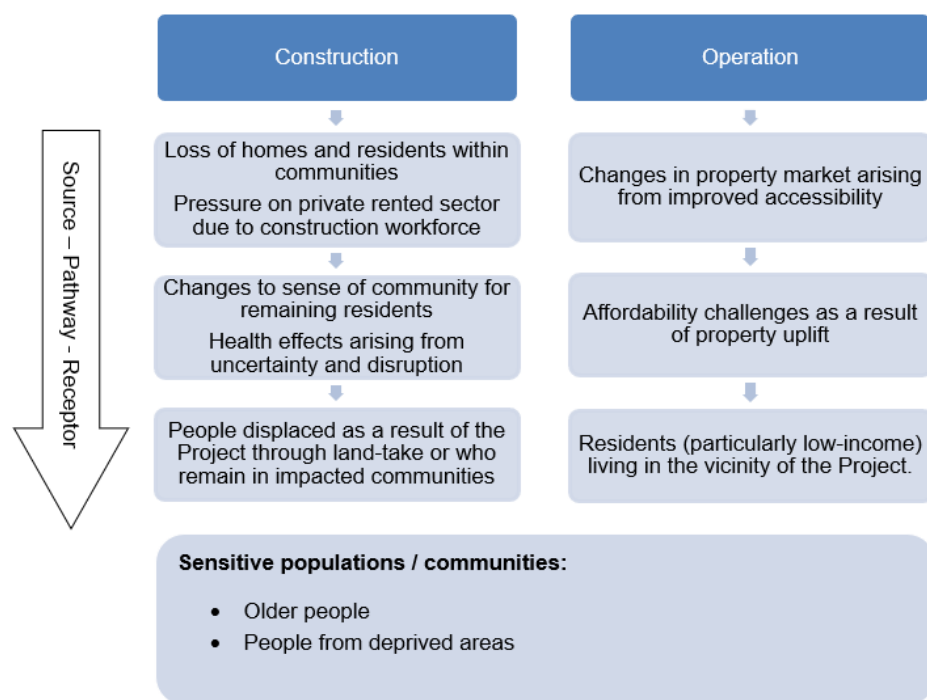 Construction
Operation
Source – Pathway - Receptor
Loss of homes and residents within
communities
Pressure on private rented sector
due to construction workforce
Changes in property market arising
from improved accessibility
Changes to sense of community for
remaining residents
Health effects arising from
uncertainty and disruption
Affordability challenges as a result
of property uplift
People displaced as a result of the
Project through land-take or who
remain in impacted communities
Residents (particularly low-income)
living in the vicinity of the Project.
Sensitive populations / communities:
• Older people
• People from deprived areas